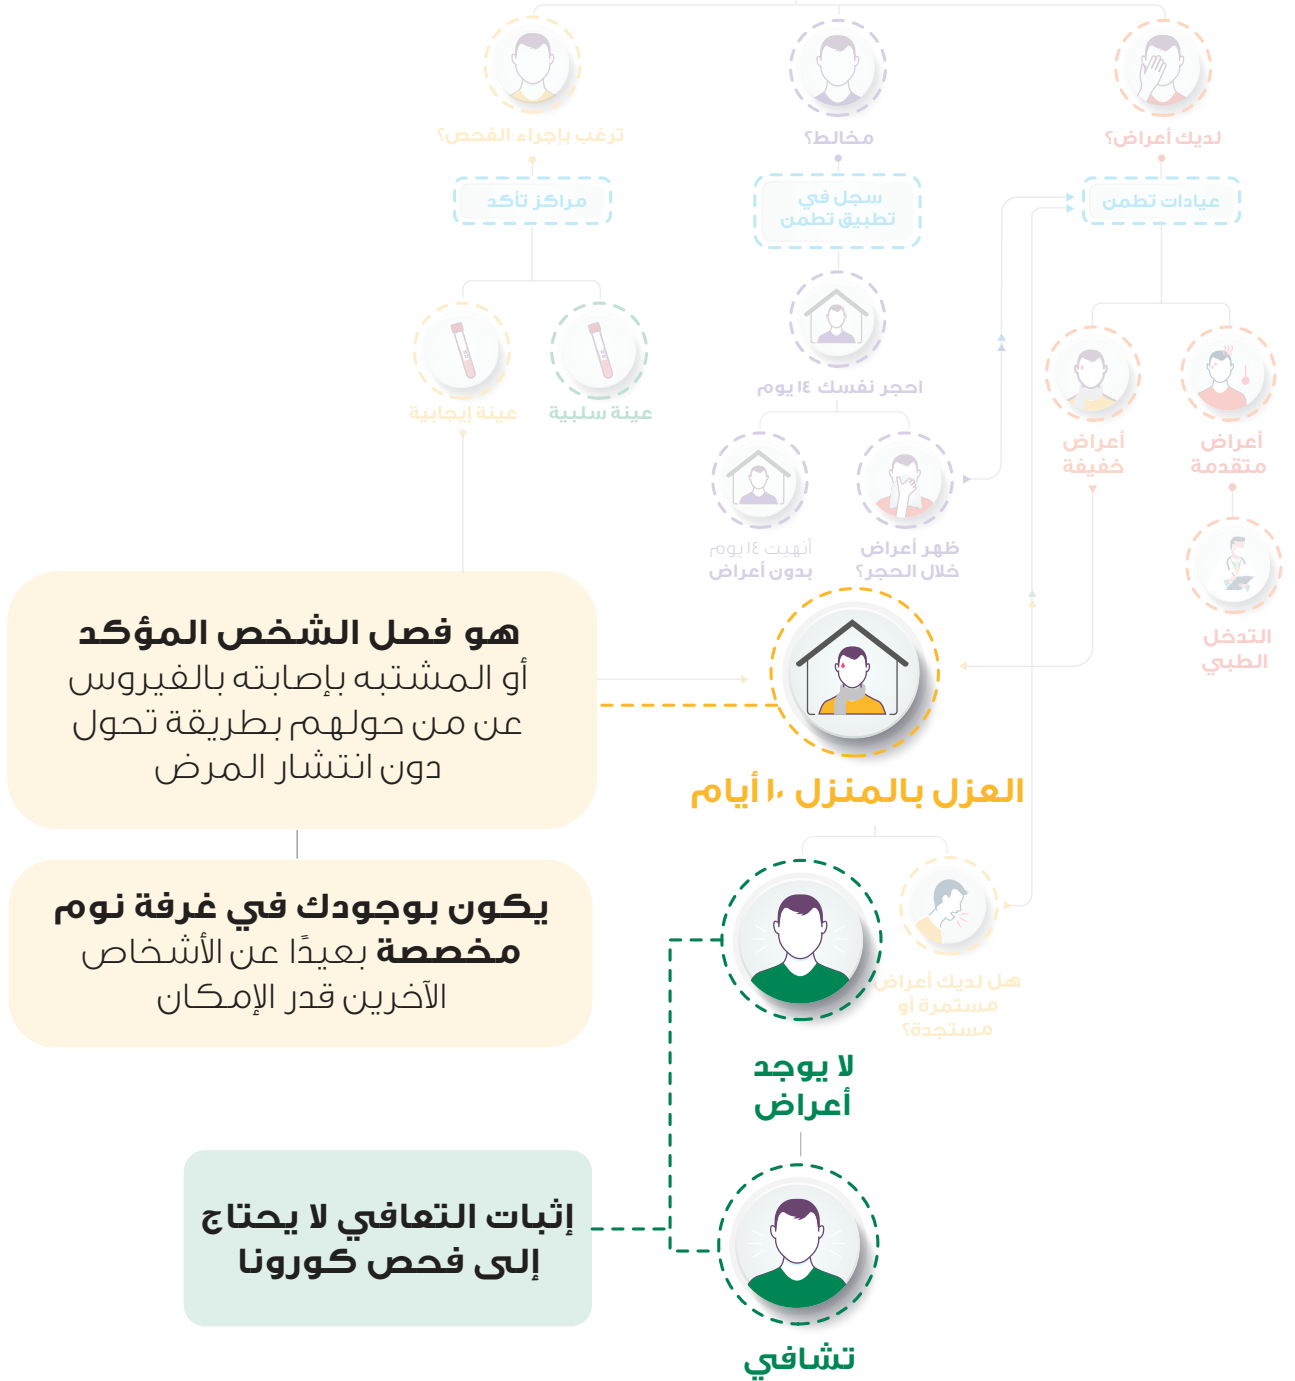 لديك أعراض؟
مخالط؟
ترغب بإجراء الفحص؟
عيادات تطمن
سجل في
تطبيق تطمن
مراكز تأكد
احجر نفسك ١٤ يوم
عينة سلبية
عينة إيجابية
أعراض
متقدمة
أعراض
خفيفة
ظهر أعراض
خلال الحجر؟
أنهيت ١٤ يوم
بدون أعراض
التدخل
الطبي
هو فصل الشخص المؤكد
أو المشتبه بإصابته بالفيروس
عن من حولهم بطريقة تحول
دون انتشار المرض
العزل بالمنزل ١٠ أيام
يكون بوجودك في غرفة نوم
مخصصة بعيدًا عن الأشخاص
الآخرين قدر الإمكان
هل لديك أعراض
مستمرة أو
مستجدة؟
لا يوجد
أعراض
إثبات التعافي لا يحتاج
إلى فحص كورونا
تشافي